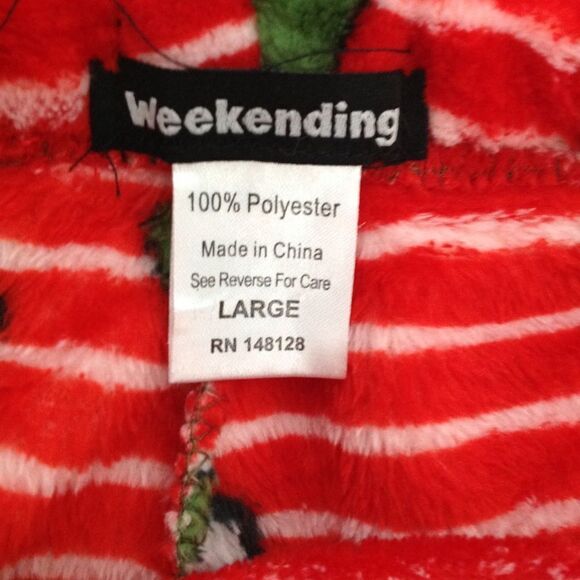 Weekending
100% Polyester
Made in China
See Reverse For Care
LARGE
RN 148128